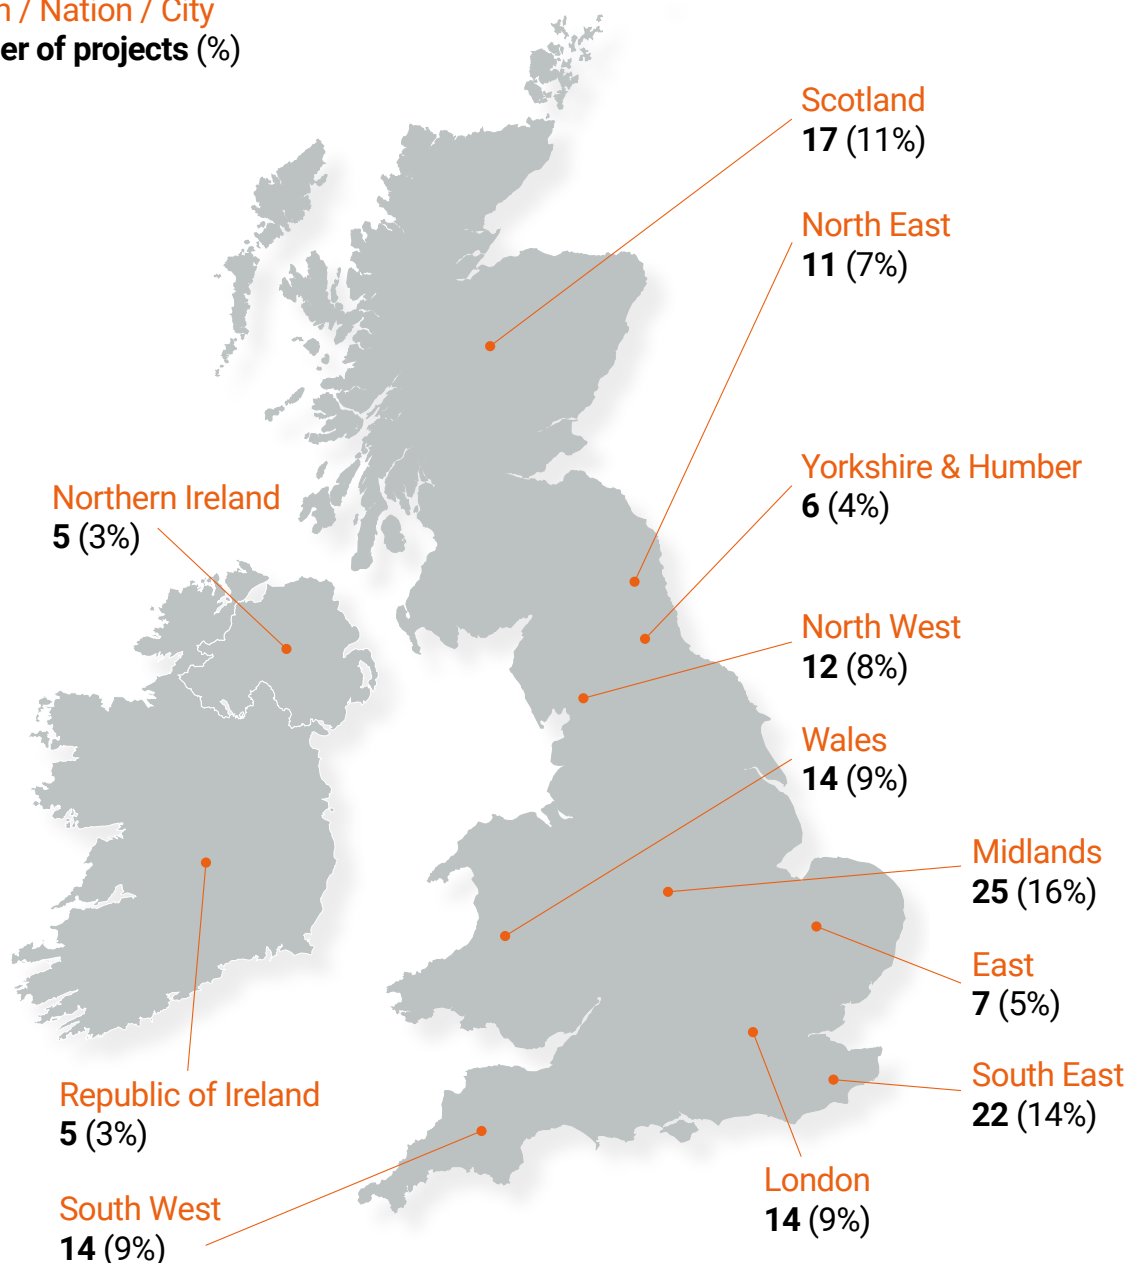 / Nation / City
of projects (%)
Scotland
17 (11%)
North East
11 (7%)
Yorkshire & Humber
6 (4%)
Northern Ireland
5 (3%)
North West
12 (8%)
Wales
14 (9%)
Midlands
25 (16%)
East
7 (5%)
South East
22 (14%)
Republic of Ireland
5 (3%)
London
14 (9%)
South West
14 (9%)